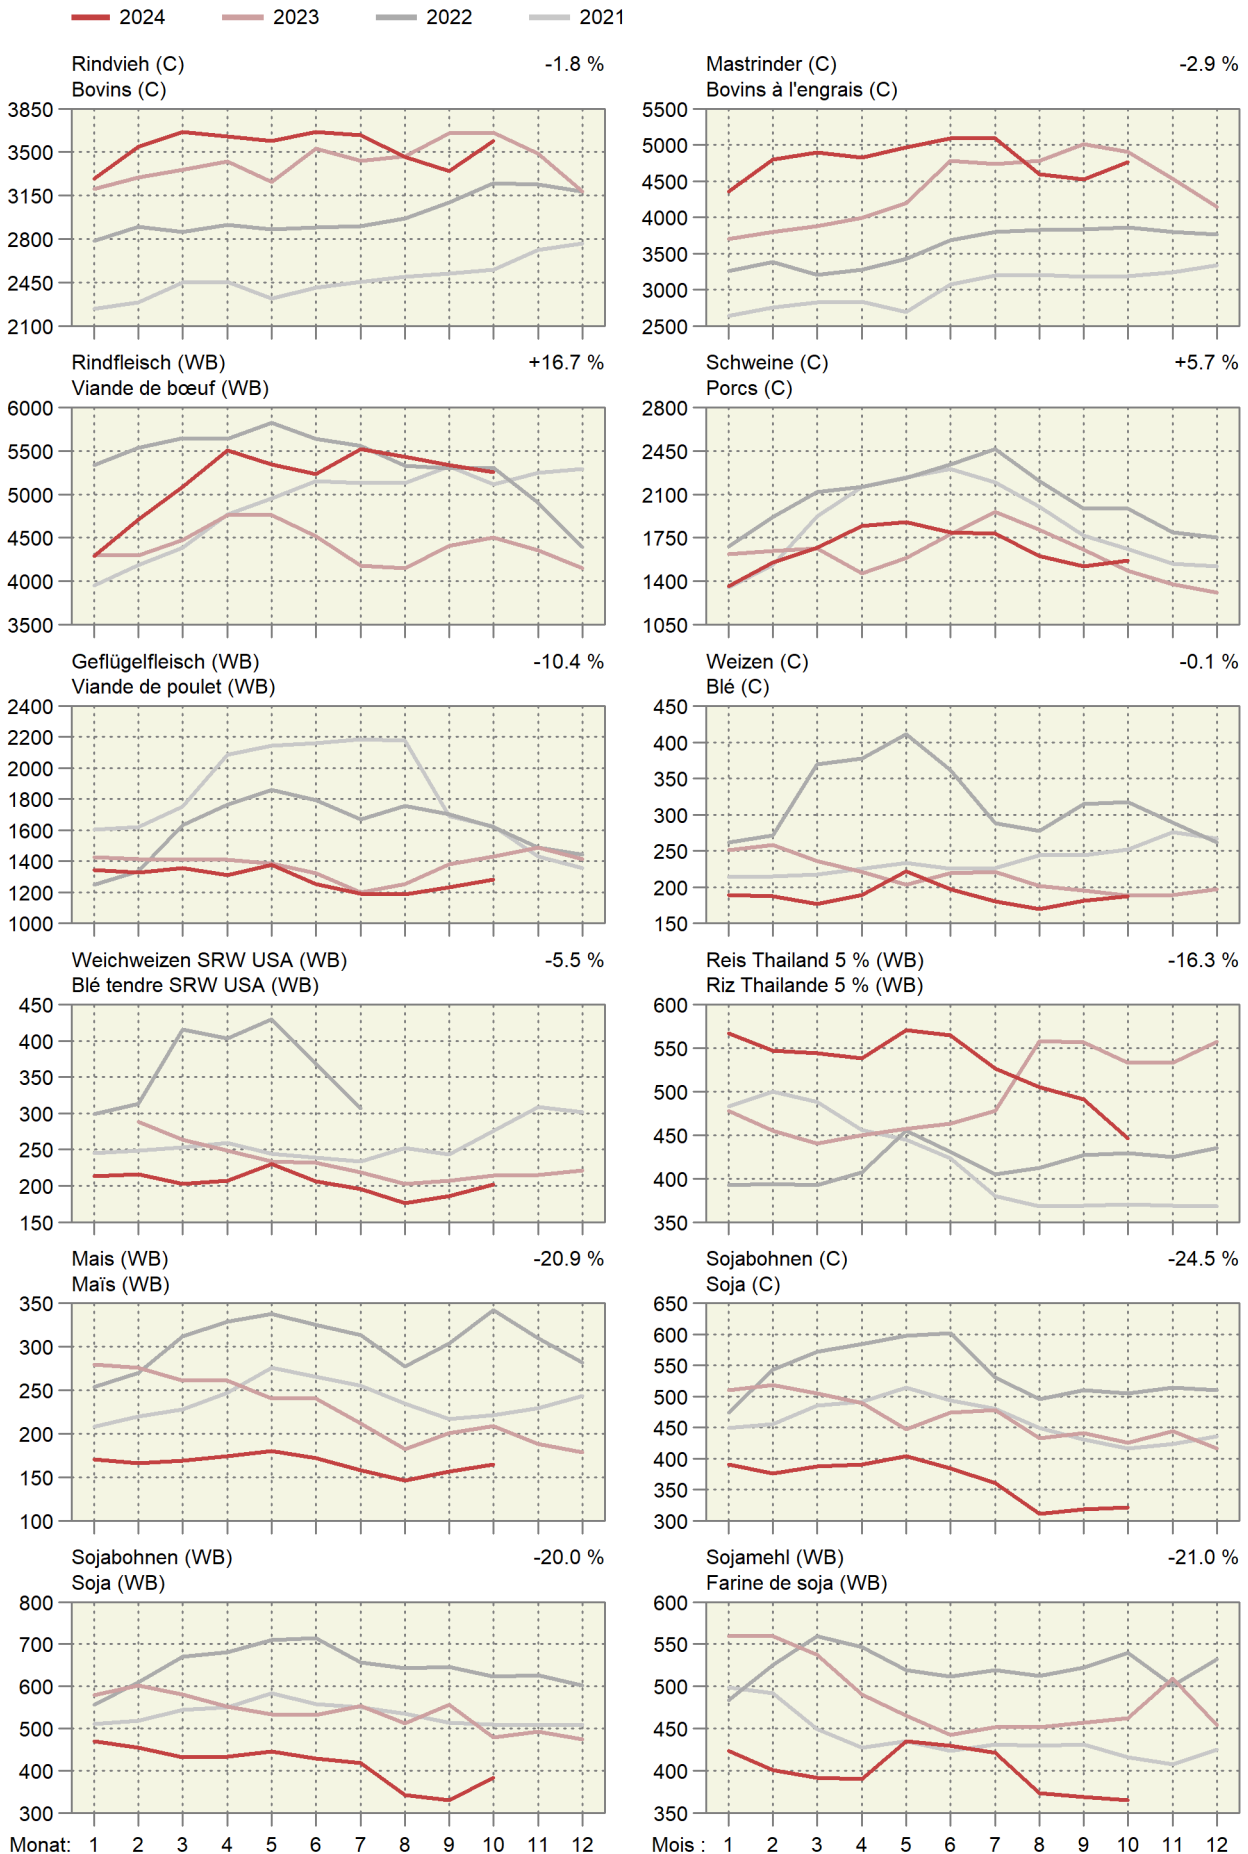 2024 2023 2022 2021
Rindvieh (C) -1.8 %
Bovins (C)
3850
3500
3150
2800
2450
2100
Mastrinder (C) -2.9 %
Bovins à l'engrais (C)
5500
5000
4500
4000
3500
3000
2500
Rindfleisch (WB) +16.7 %
Viande de bœuf (WB)
6000
5500
5000
4500
4000
3500
Schweine (C) +5.7 %
Porcs (C)
2800
2450
2100
1750
1400
1050
Geflügelfleisch (WB) -10.4 %
Viande de poulet (WB)
2400
2200
2000
1800
1600
1400
1200
1000
Weizen (C) -0.1 %
Blé (C)
450
400
350
300
250
200
150
Weichweizen SRW USA (WB) -5.5 %
Blé tendre SRW USA (WB)
450
400
350
300
250
200
150
Reis Thailand 5 % (WB) -16.3 %
Riz Thailande 5 % (WB)
600
550
500
450
400
350
Mais (WB) -20.9 %
Maïs (WB)
350
300
250
200
150
100
Sojabohnen (C) -24.5 %
Soja (C)
650
600
550
500
450
400
350
300
Sojabohnen (WB) -20.0 %
Soja (WB)
800
700
600
500
400
300
Monat: 1 2 3 4 5 6 7 8 9 10 11 12
Sojamehl (WB) -21.0 %
Farine de soja (WB)
600
550
500
450
400
350
Mois : 1 2 3 4 5 6 7 8 9 10 11 12